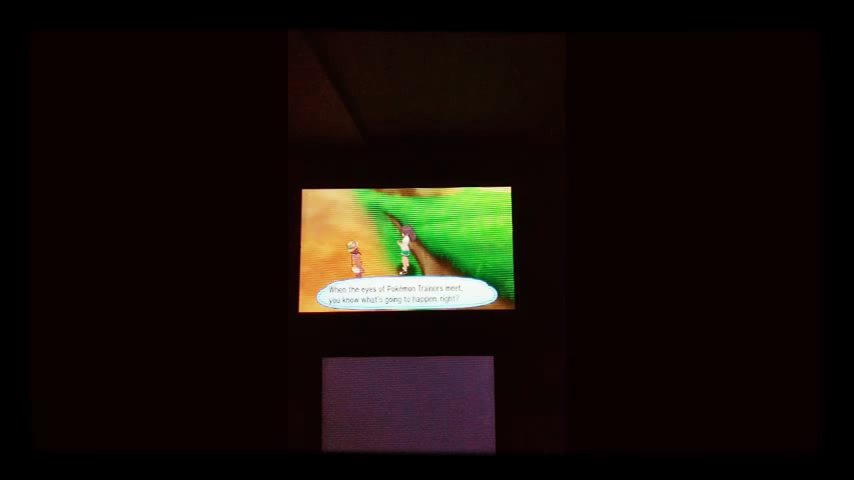 When the eyes of Pokémon Trainers meet,
you know what's going to happen, right?